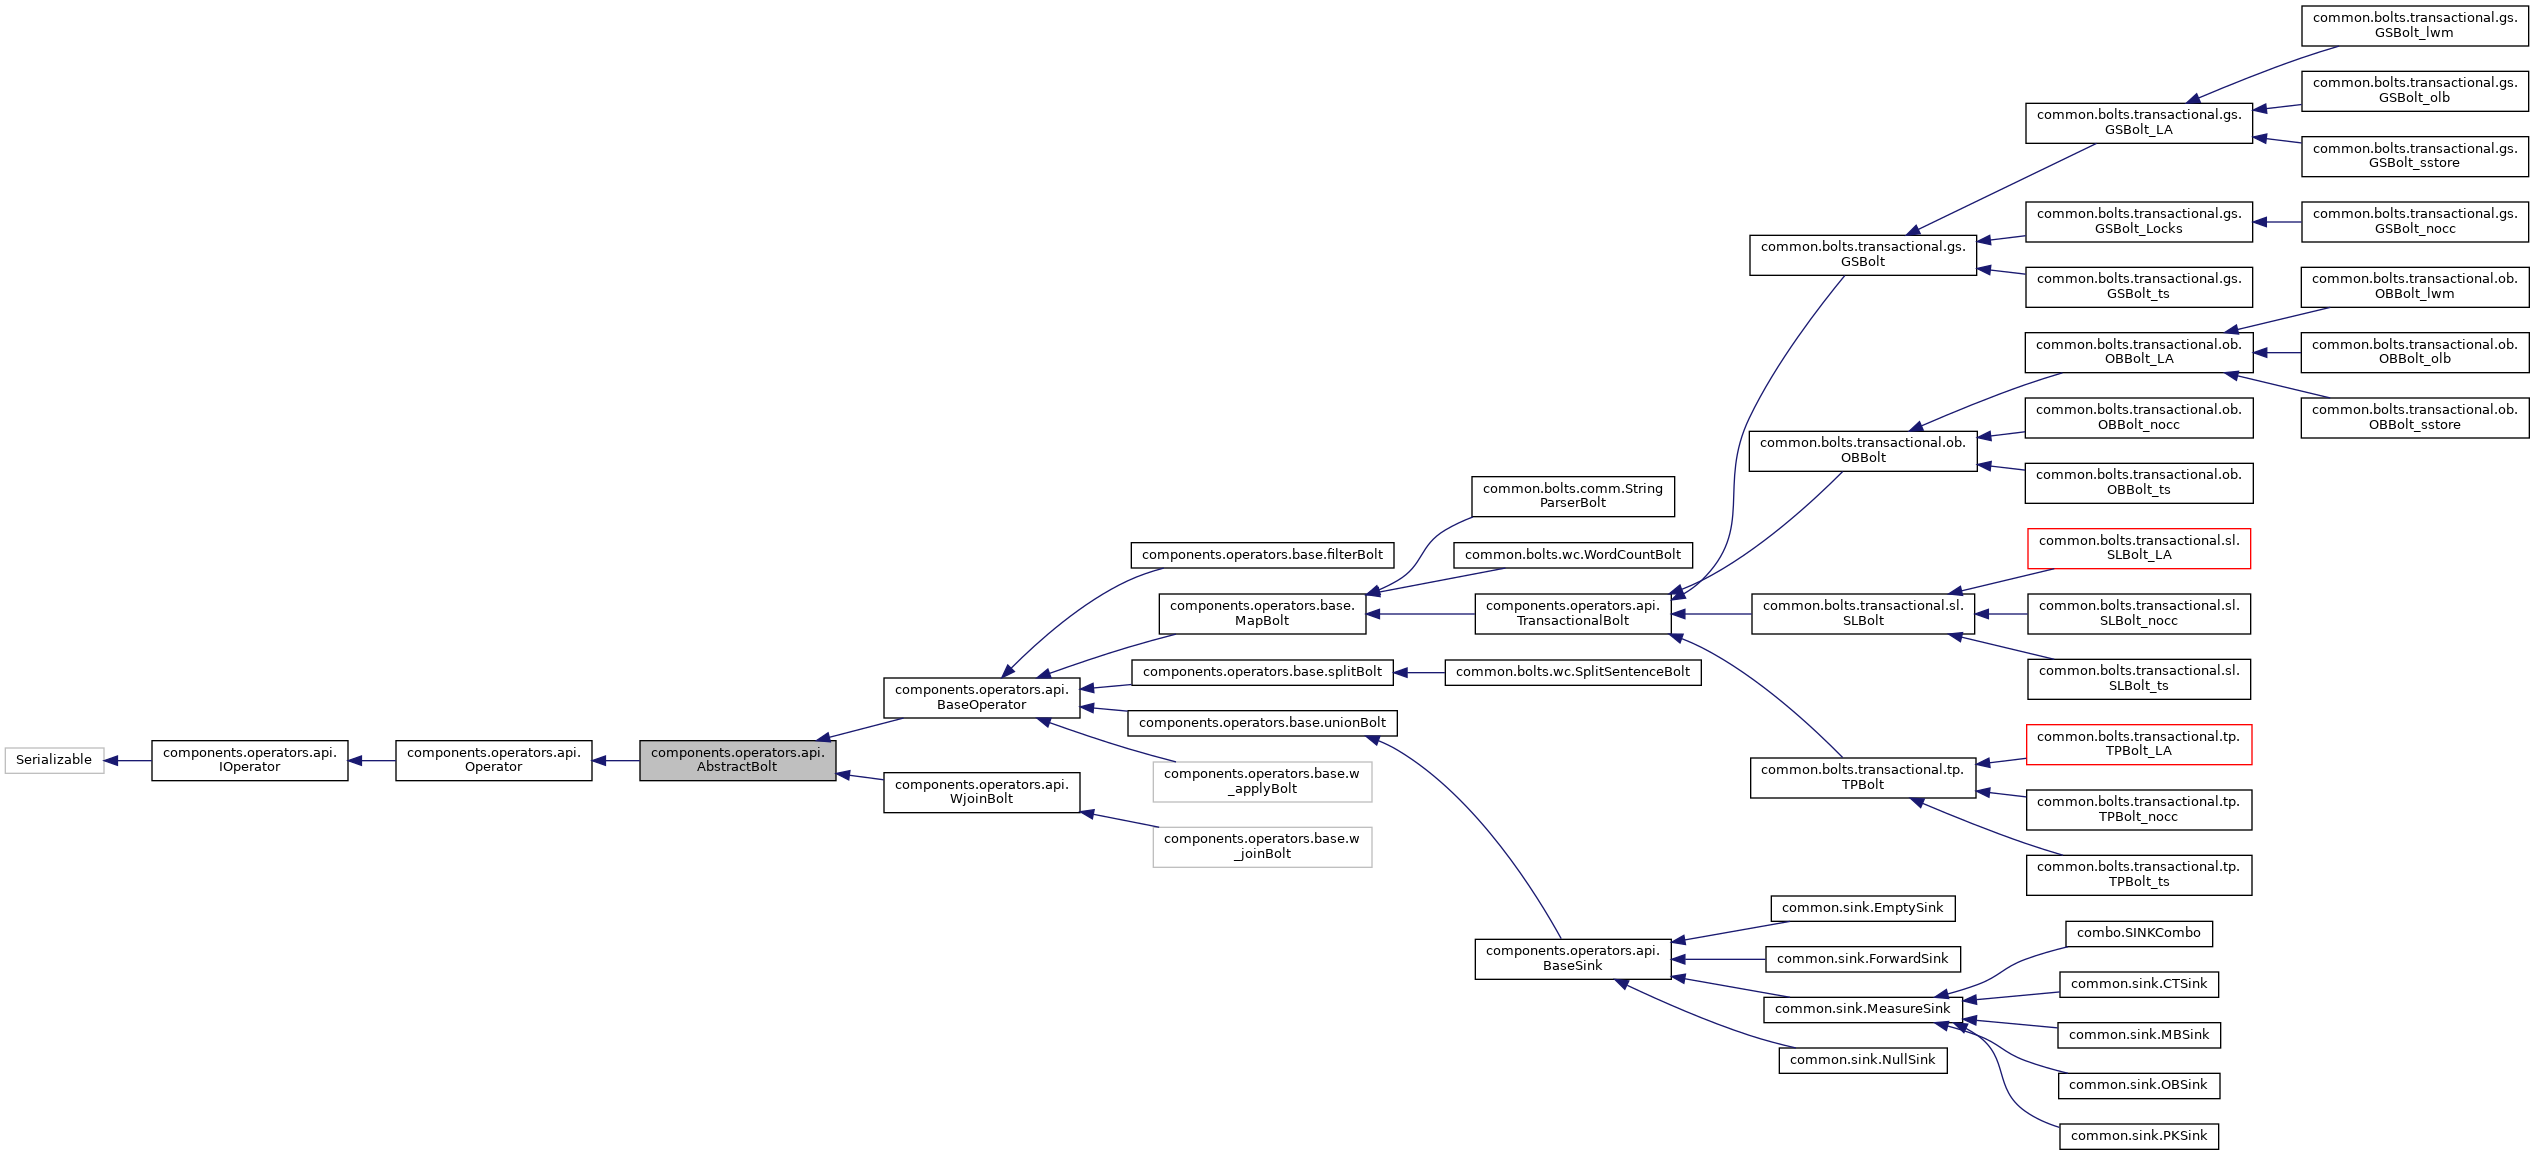 Serializable
components.operators.api.
IOperator
components.operators.api.
Operator
components.operators.api.
AbstractBolt
components.operators.api.
BaseOperator
components.operators.api.
WjoinBolt
components.operators.base.filterBolt
components.operators.base.
MapBolt
components.operators.base.splitBolt
components.operators.base.unionBolt
components.operators.base.w
_applyBolt
components.operators.base.w
_joinBolt
common.bolts.comm.String
ParserBolt
common.bolts.wc.WordCountBolt
components.operators.api.
TransactionalBolt
common.bolts.wc.SplitSentenceBolt
components.operators.api.
BaseSink
common.bolts.transactional.gs.
GSBolt
common.bolts.transactional.ob.
OBBolt
common.bolts.transactional.sl.
SLBolt
common.bolts.transactional.tp.
TPBolt
common.sink.EmptySink
common.sink.ForwardSink
common.sink.MeasureSink
common.sink.NullSink
common.bolts.transactional.gs.
GSBolt_LA
common.bolts.transactional.gs.
GSBolt_Locks
common.bolts.transactional.gs.
GSBolt_ts
common.bolts.transactional.ob.
OBBolt_LA
common.bolts.transactional.ob.
OBBolt_nocc
common.bolts.transactional.ob.
OBBolt_ts
common.bolts.transactional.sl.
SLBolt_LA
common.bolts.transactional.sl.
SLBolt_nocc
common.bolts.transactional.sl.
SLBolt_ts
common.bolts.transactional.tp.
TPBolt_LA
common.bolts.transactional.tp.
TPBolt_nocc
common.bolts.transactional.tp.
TPBolt_ts
combo.SINKCombo
common.sink.CTSink
common.sink.MBSink
common.sink.OBSink
common.sink.PKSink
common.bolts.transactional.gs.
GSBolt_lwm
common.bolts.transactional.gs.
GSBolt_olb
common.bolts.transactional.gs.
GSBolt_sstore
common.bolts.transactional.gs.
GSBolt_nocc
common.bolts.transactional.ob.
OBBolt_lwm
common.bolts.transactional.ob.
OBBolt_olb
common.bolts.transactional.ob.
OBBolt_sstore